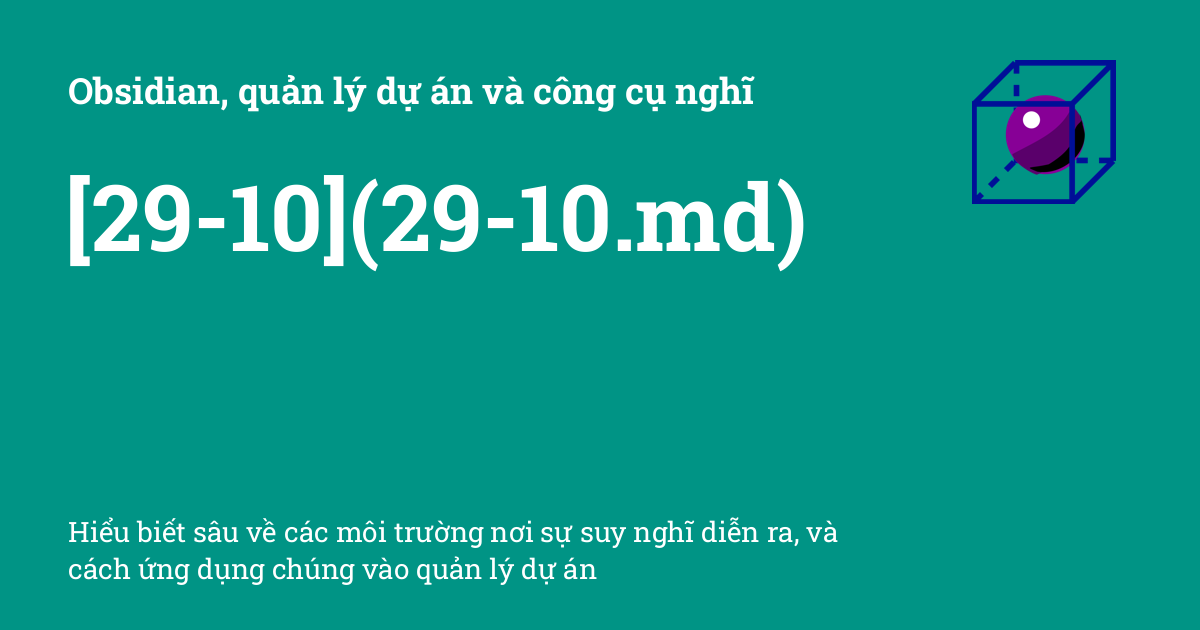 Obsidian, quản lý dự án và công cụ nghĩ
[29-10](29-10.md)
Hiểu biết sâu về các môi trường nơi sự suy nghĩ diễn ra, và
cách ứng dụng chúng vào quản lý dự án